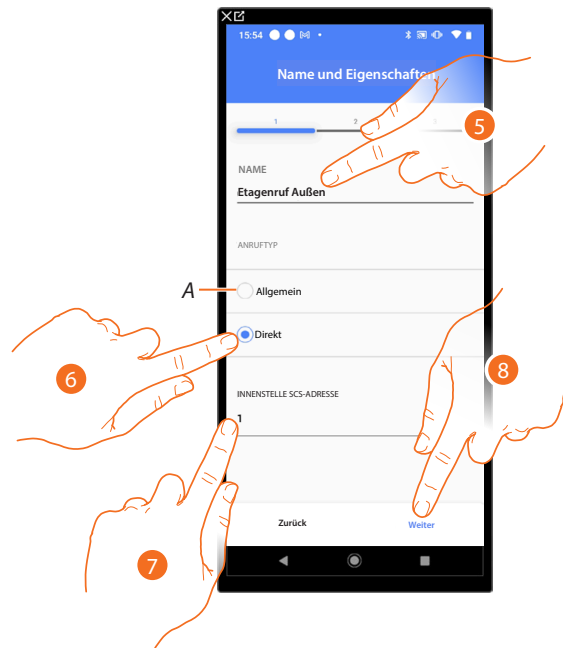 15:54
Name und Eigenschaften
1 2 3
5
NAME
Etagenruf Außen
ANRUFTYP
A
Allgemein
Direkt
6
8
INNENSTELLE SCS-ADRESSE
1
Zurück Weiter
7